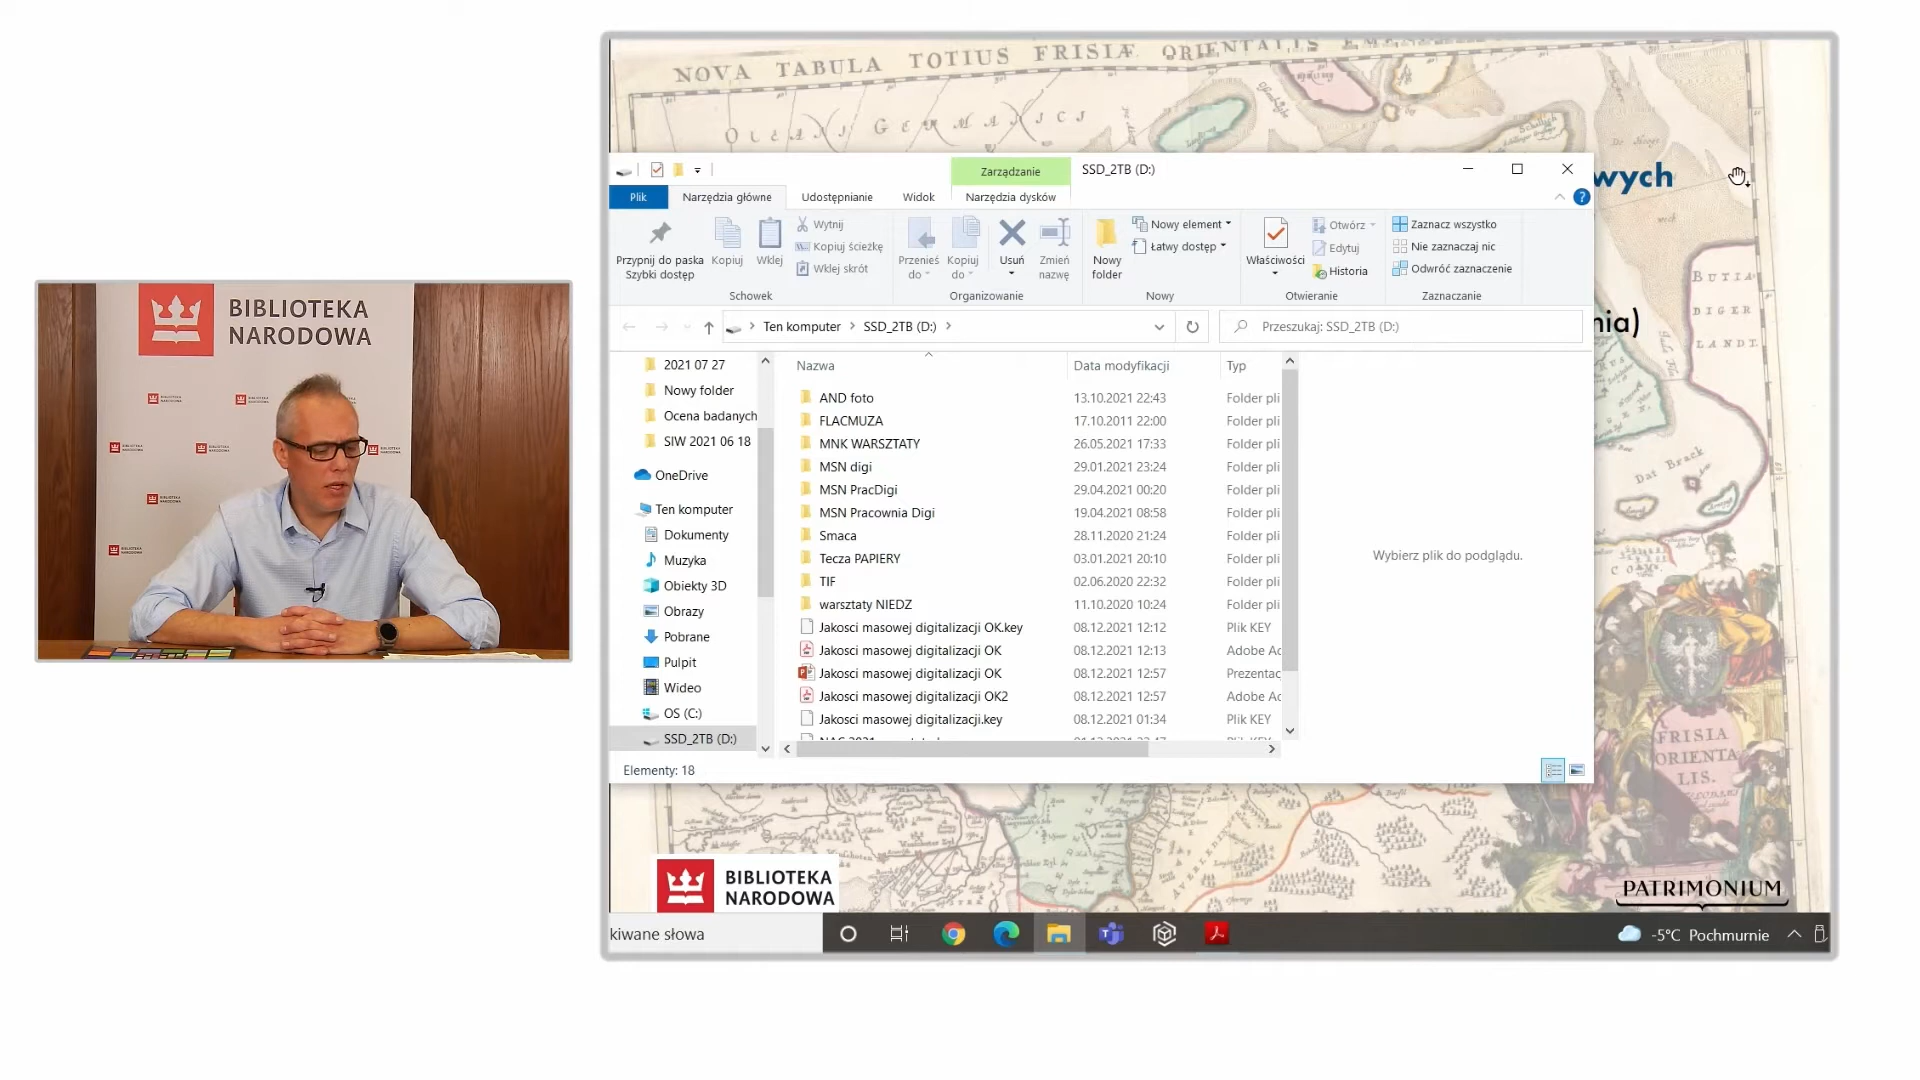 BIBLIOTEKA
NARODOWA
NOVA TABULA TOTIUS FRISIÆ ORIENTALIS
OCEANI GERMANICI
wych
nia)
Zarządzanie
SSD_2TB (D:)
Plik
Narzędzia główne
Udostępnianie
Widok
Narzędzia dysków
Przypnij do paska
Szybki dostęp
Kopiuj
Wklej
Wytnij
Kopiuj ścieżkę
Wklej skrót
Schowek
Przenieś
do
Kopiuj
do
Usuń
Zmień
nazwę
Organizowanie
Nowy
folder
Nowy element
Łatwy dostęp
Nowy
Właściwości
Otwórz
Edytuj
Historia
Otwieranie
Zaznacz wszystko
Nie zaznaczaj nic
Odwróć zaznaczenie
Zaznaczanie
Ten komputer
SSD_2TB (D:)
Przeszukaj: SSD_2TB (D:)
2021 07 27
Nowy folder
Ocena badanych
SIW 2021 06 18
OneDrive
Ten komputer
Dokumenty
Muzyka
Obiekty 3D
Obrazy
Pobrane
Pulpit
Wideo
OS (C:)
SSD_2TB (D:)
Nazwa Data modyfikacji Typ
AND foto 13.10.2021 22:43 Folder pli
FLACMUZA 17.10.2011 22:00 Folder pli
MNK WARSZTATY 26.05.2021 17:33 Folder pli
MSN digi 29.01.2021 23:24 Folder pli
MSN PracDigi 29.04.2021 00:20 Folder pli
MSN Pracownia Digi 19.04.2021 08:58 Folder pli
Smaca 28.11.2020 21:24 Folder pli
Tecza PAPIERY 03.01.2021 20:10 Folder pli
TIF 02.06.2020 22:32 Folder pli
warsztaty NIEDZ 11.10.2020 10:24 Folder pli
Jakosci masowej digitalizacji OK.key 08.12.2021 12:12 Plik KEY
Jakosci masowej digitalizacji OK 08.12.2021 12:13 Adobe Ac
Jakosci masowej digitalizacji OK 08.12.2021 12:57 Prezentac
Jakosci masowej digitalizacji OK2 08.12.2021 12:57 Adobe Ac
Jakosci masowej digitalizacji.key 08.12.2021 01:34 Plik KEY
Wybierz plik do podglądu.
Elementy: 18
BUTIA
DIGER
LANDT.
Dat Brack
FRISIA
ORIENTA
LIS.
BIBLIOTEKA
NARODOWA
PATRIMONIUM
kiwane słowa
-5°C Pochmurnie